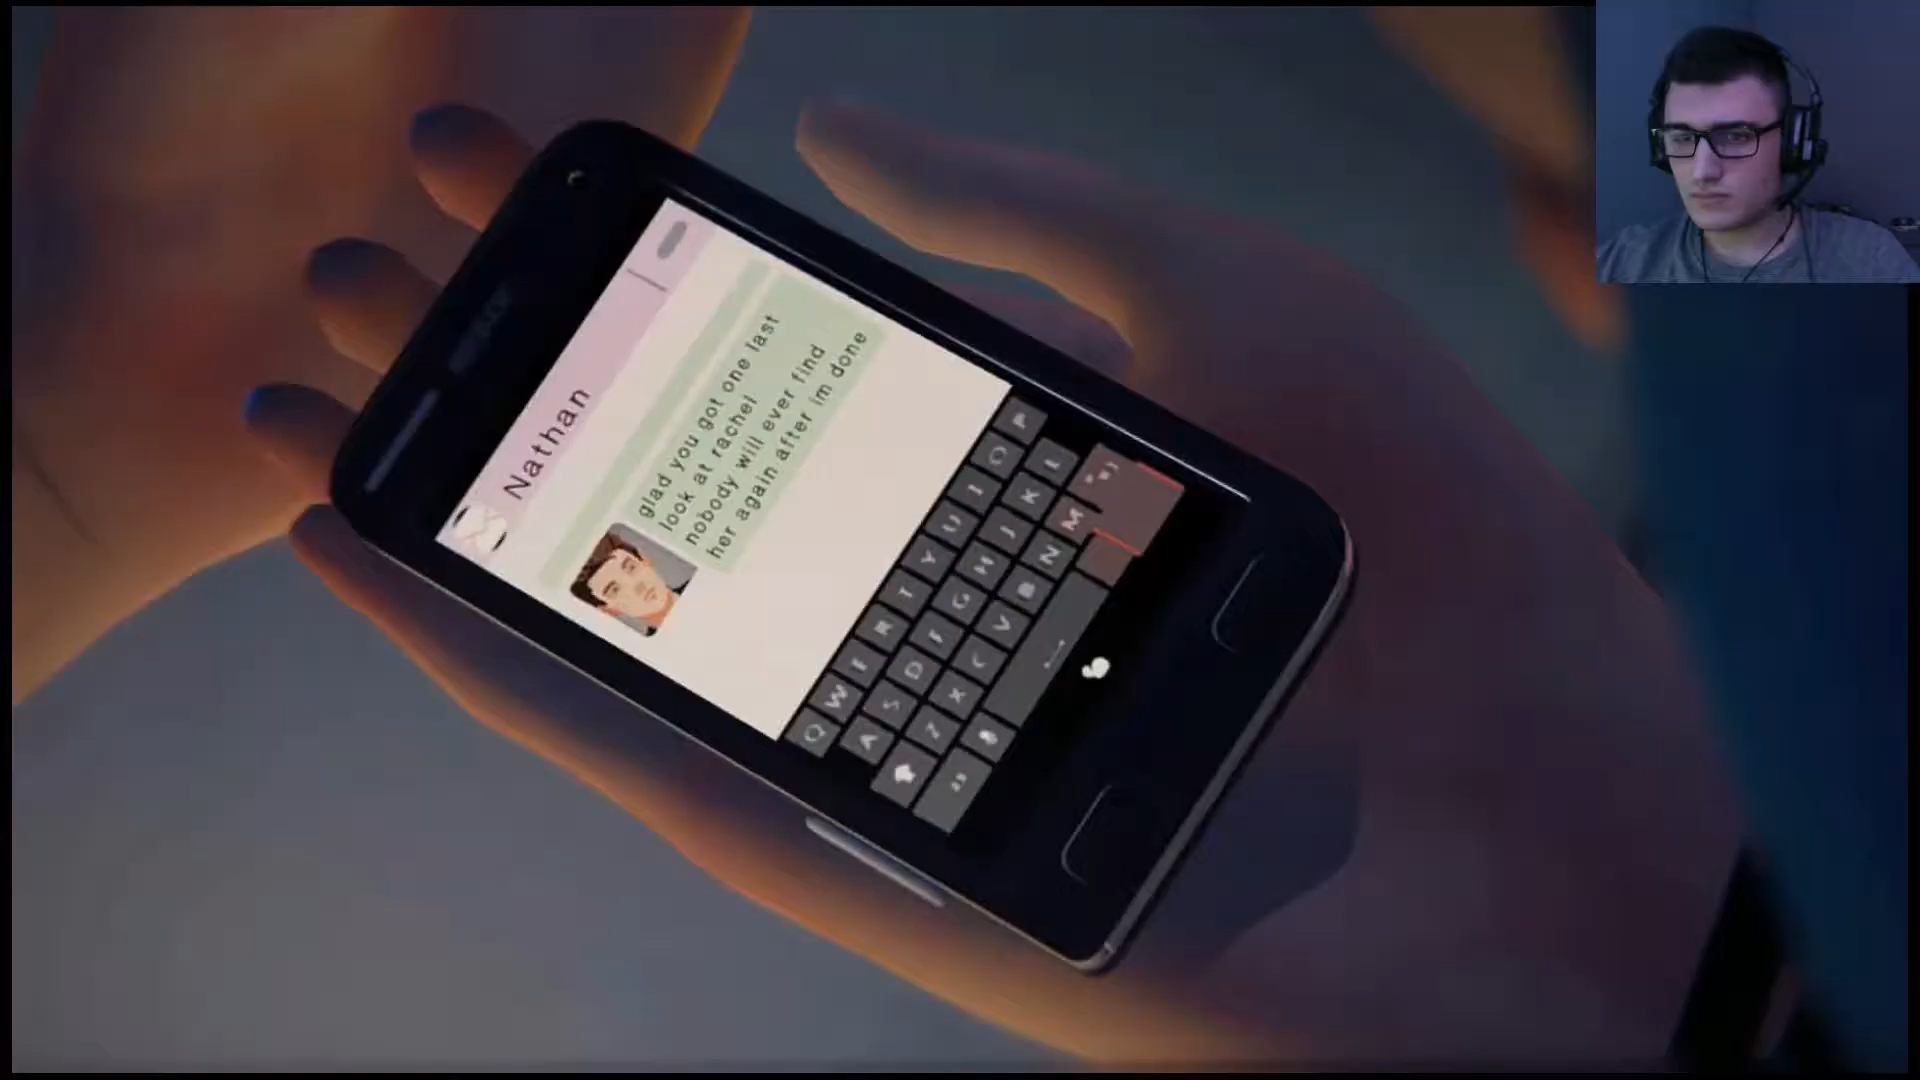 Nathan
glad you got one last
look at rachel
nobody will ever find
her again after im done
Q W E R T Y U I O P
A S D F G H J K L
Z X C V B N M